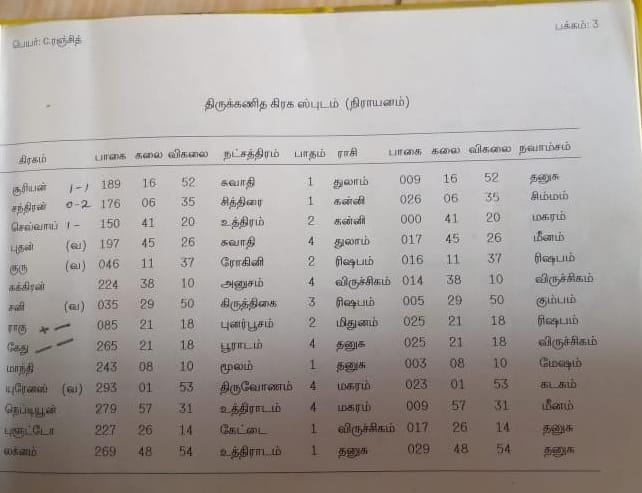 பெயர்: C.ரஞ்சித்
பக்கம்: 3
திருக்கணித கிரக ஸ்புடம் (நிராயனம்)
கிரகம் பாகை கலை விகலை நட்சத்திரம் பாதம் ராசி பாகை கலை விகலை நவாம்சம்
சூரியன் 1-1 189 16 52 சுவாதி 1 துலாம் 009 16 52 தனுசு
சந்திரன் 0-2 176 06 35 சித்திரை 1 கன்னி 026 06 35 சிம்மம்
செவ்வாய் 1- 150 41 20 உத்திரம் 2 கன்னி 000 41 20 மகரம்
புதன் (வ) 197 45 26 சுவாதி 4 துலாம் 017 45 26 மீனம்
குரு (வ) 046 11 37 ரோகினி 2 ரிஷபம் 016 11 37 ரிஷபம்
சுக்கிரன் 224 38 10 அனுசம் 4 விருச்சிகம் 014 38 10 விருச்சிகம்
சனி (வ) 035 29 50 கிருத்திகை 3 ரிஷபம் 005 29 50 கும்பம்
ராகு 085 21 18 புனர்பூசம் 2 மிதுனம் 025 21 18 ரிஷபம்
கேது 265 21 18 பூராடம் 4 தனுசு 025 21 18 விருச்சிகம்
மாந்தி 243 08 10 மூலம் 1 தனுசு 003 08 10 மேஷம்
யுரேனஸ் (வ) 293 01 53 திருவோணம் 4 மகரம் 023 01 53 கடகம்
நெப்டியூன் 279 57 31 உத்திராடம் 4 மகரம் 009 57 31 மீனம்
புளூட்டோ 227 26 14 கேட்டை 1 விருச்சிகம் 017 26 14 தனுசு
லக்னம் 269 48 54 உத்திராடம் 1 தனுசு 029 48 54 தனுசு